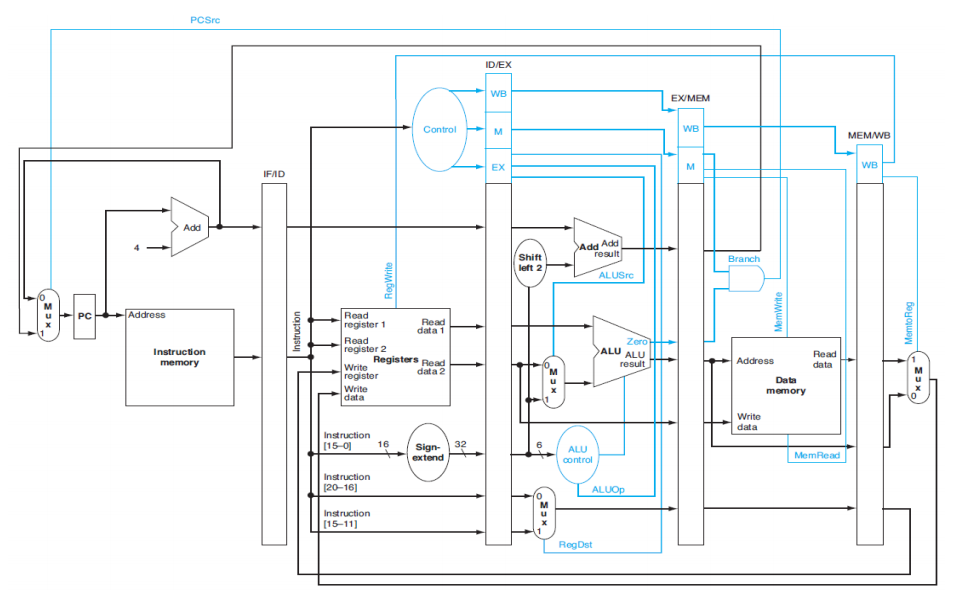 PCSrc
ID/EX
WB
EX/MEM
Control
M
WB
MEM/WB
EX
M
WB
IF/ID
Add
4
Add
Add
result
Shift
left 2
ALUSrc
Branch
RegWrite
MemWrite
MemtoReg
0
M
u
x
1
PC
Address
Instruction
memory
Instruction
Read
register 1
Read
data 1
Read
register 2
Registers
Read
data 2
Write
register
Write
data
Zero
ALU
ALU
result
0
M
u
x
1
Address
Read
data
Data
memory
Write
data
1
M
u
x
0
Instruction
[15–0]
16
Sign-
extend
32
6
ALU
control
MemRead
Instruction
[20–16]
ALUOp
0
M
u
x
1
Instruction
[15–11]
RegDst